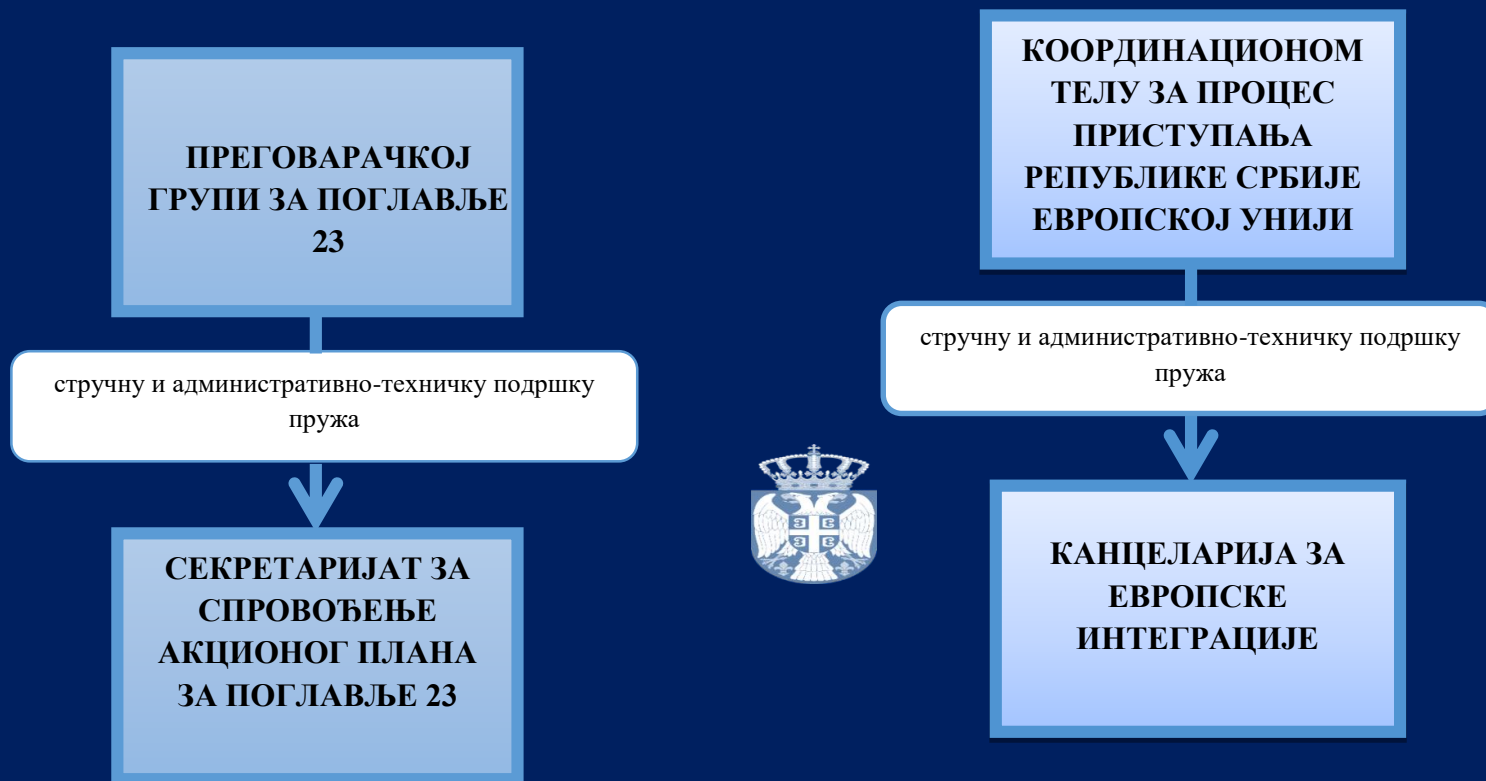 ПРЕГОВАРАЧКОЈ
ГРУПИ ЗА ПОГЛАВЉЕ
23
стручну и административно-техничку подршку
пружа
СЕКРЕТАРИЈАТ ЗА
СПРОВОЂЕЊЕ
АКЦИОНОГ ПЛАНА
ЗА ПОГЛАВЉЕ 23
КООРДИНАЦИОНОМ
ТЕЛУ ЗА ПРОЦЕС
ПРИСТУПАЊА
РЕПУБЛИКЕ СРБИЈЕ
ЕВРОПСКОЈ УНИЈИ
стручну и административно-техничку подршку
пружа
КАНЦЕЛАРИЈА ЗА
ЕВРОПСКЕ
ИНТЕГРАЦИЈЕ